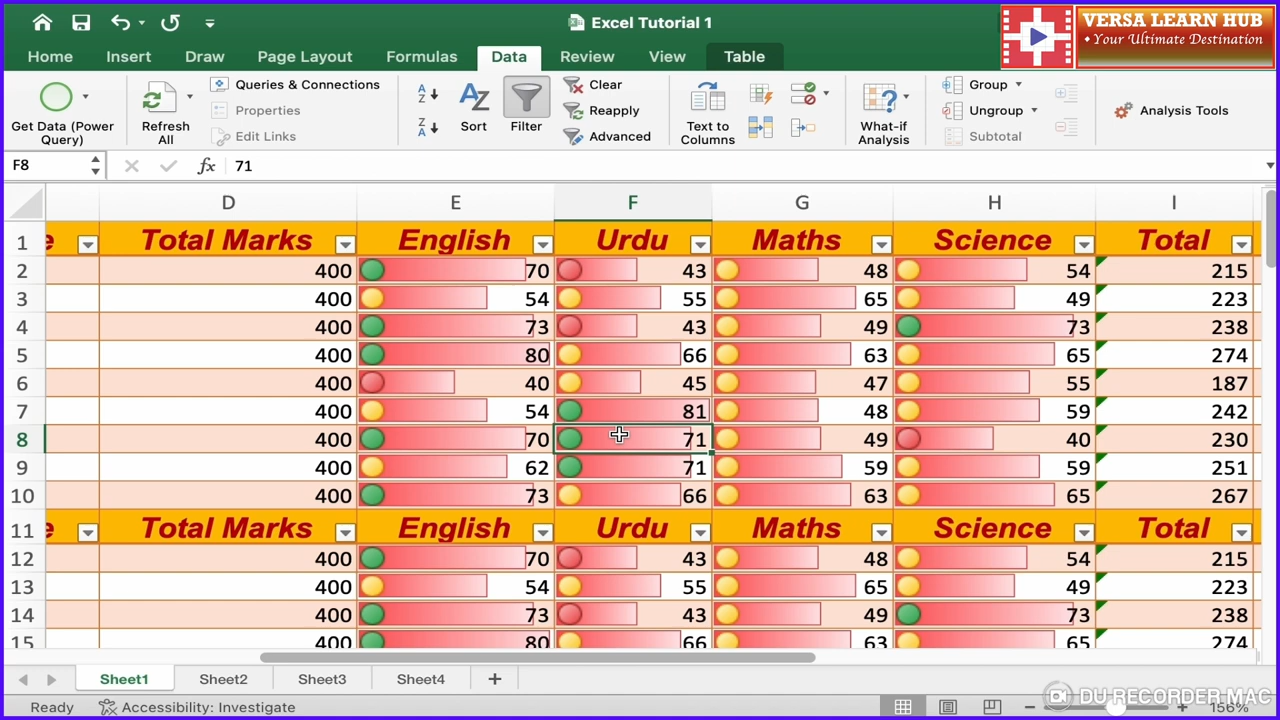 Excel Tutorial 1
VERSA LEARN HUB
• Your Ultimate Destination
Home Insert Draw Page Layout Formulas Data Review View Table
Get Data (Power Query)
Refresh All
Queries & Connections
Properties
Edit Links
Sort
Filter
Clear
Reapply
Advanced
Text to Columns
What-if Analysis
Group
Ungroup
Subtotal
Analysis Tools
F8 fx 71
D E F G H I
1 e Total Marks English Urdu Maths Science Total
2 400 70 43 48 54 215
3 400 54 55 65 49 223
4 400 73 43 49 73 238
5 400 80 66 63 65 274
6 400 40 45 47 55 187
7 400 54 81 48 59 242
8 400 70 71 49 40 230
9 400 62 71 59 59 251
10 400 73 66 63 65 267
11 e Total Marks English Urdu Maths Science Total
12 400 70 43 48 54 215
13 400 54 55 65 49 223
14 400 73 43 49 73 238
15 400 80 66 63 65 274
Sheet1 Sheet2 Sheet3 Sheet4 +
Ready Accessibility: Investigate 156%
DU RECORDER MAC